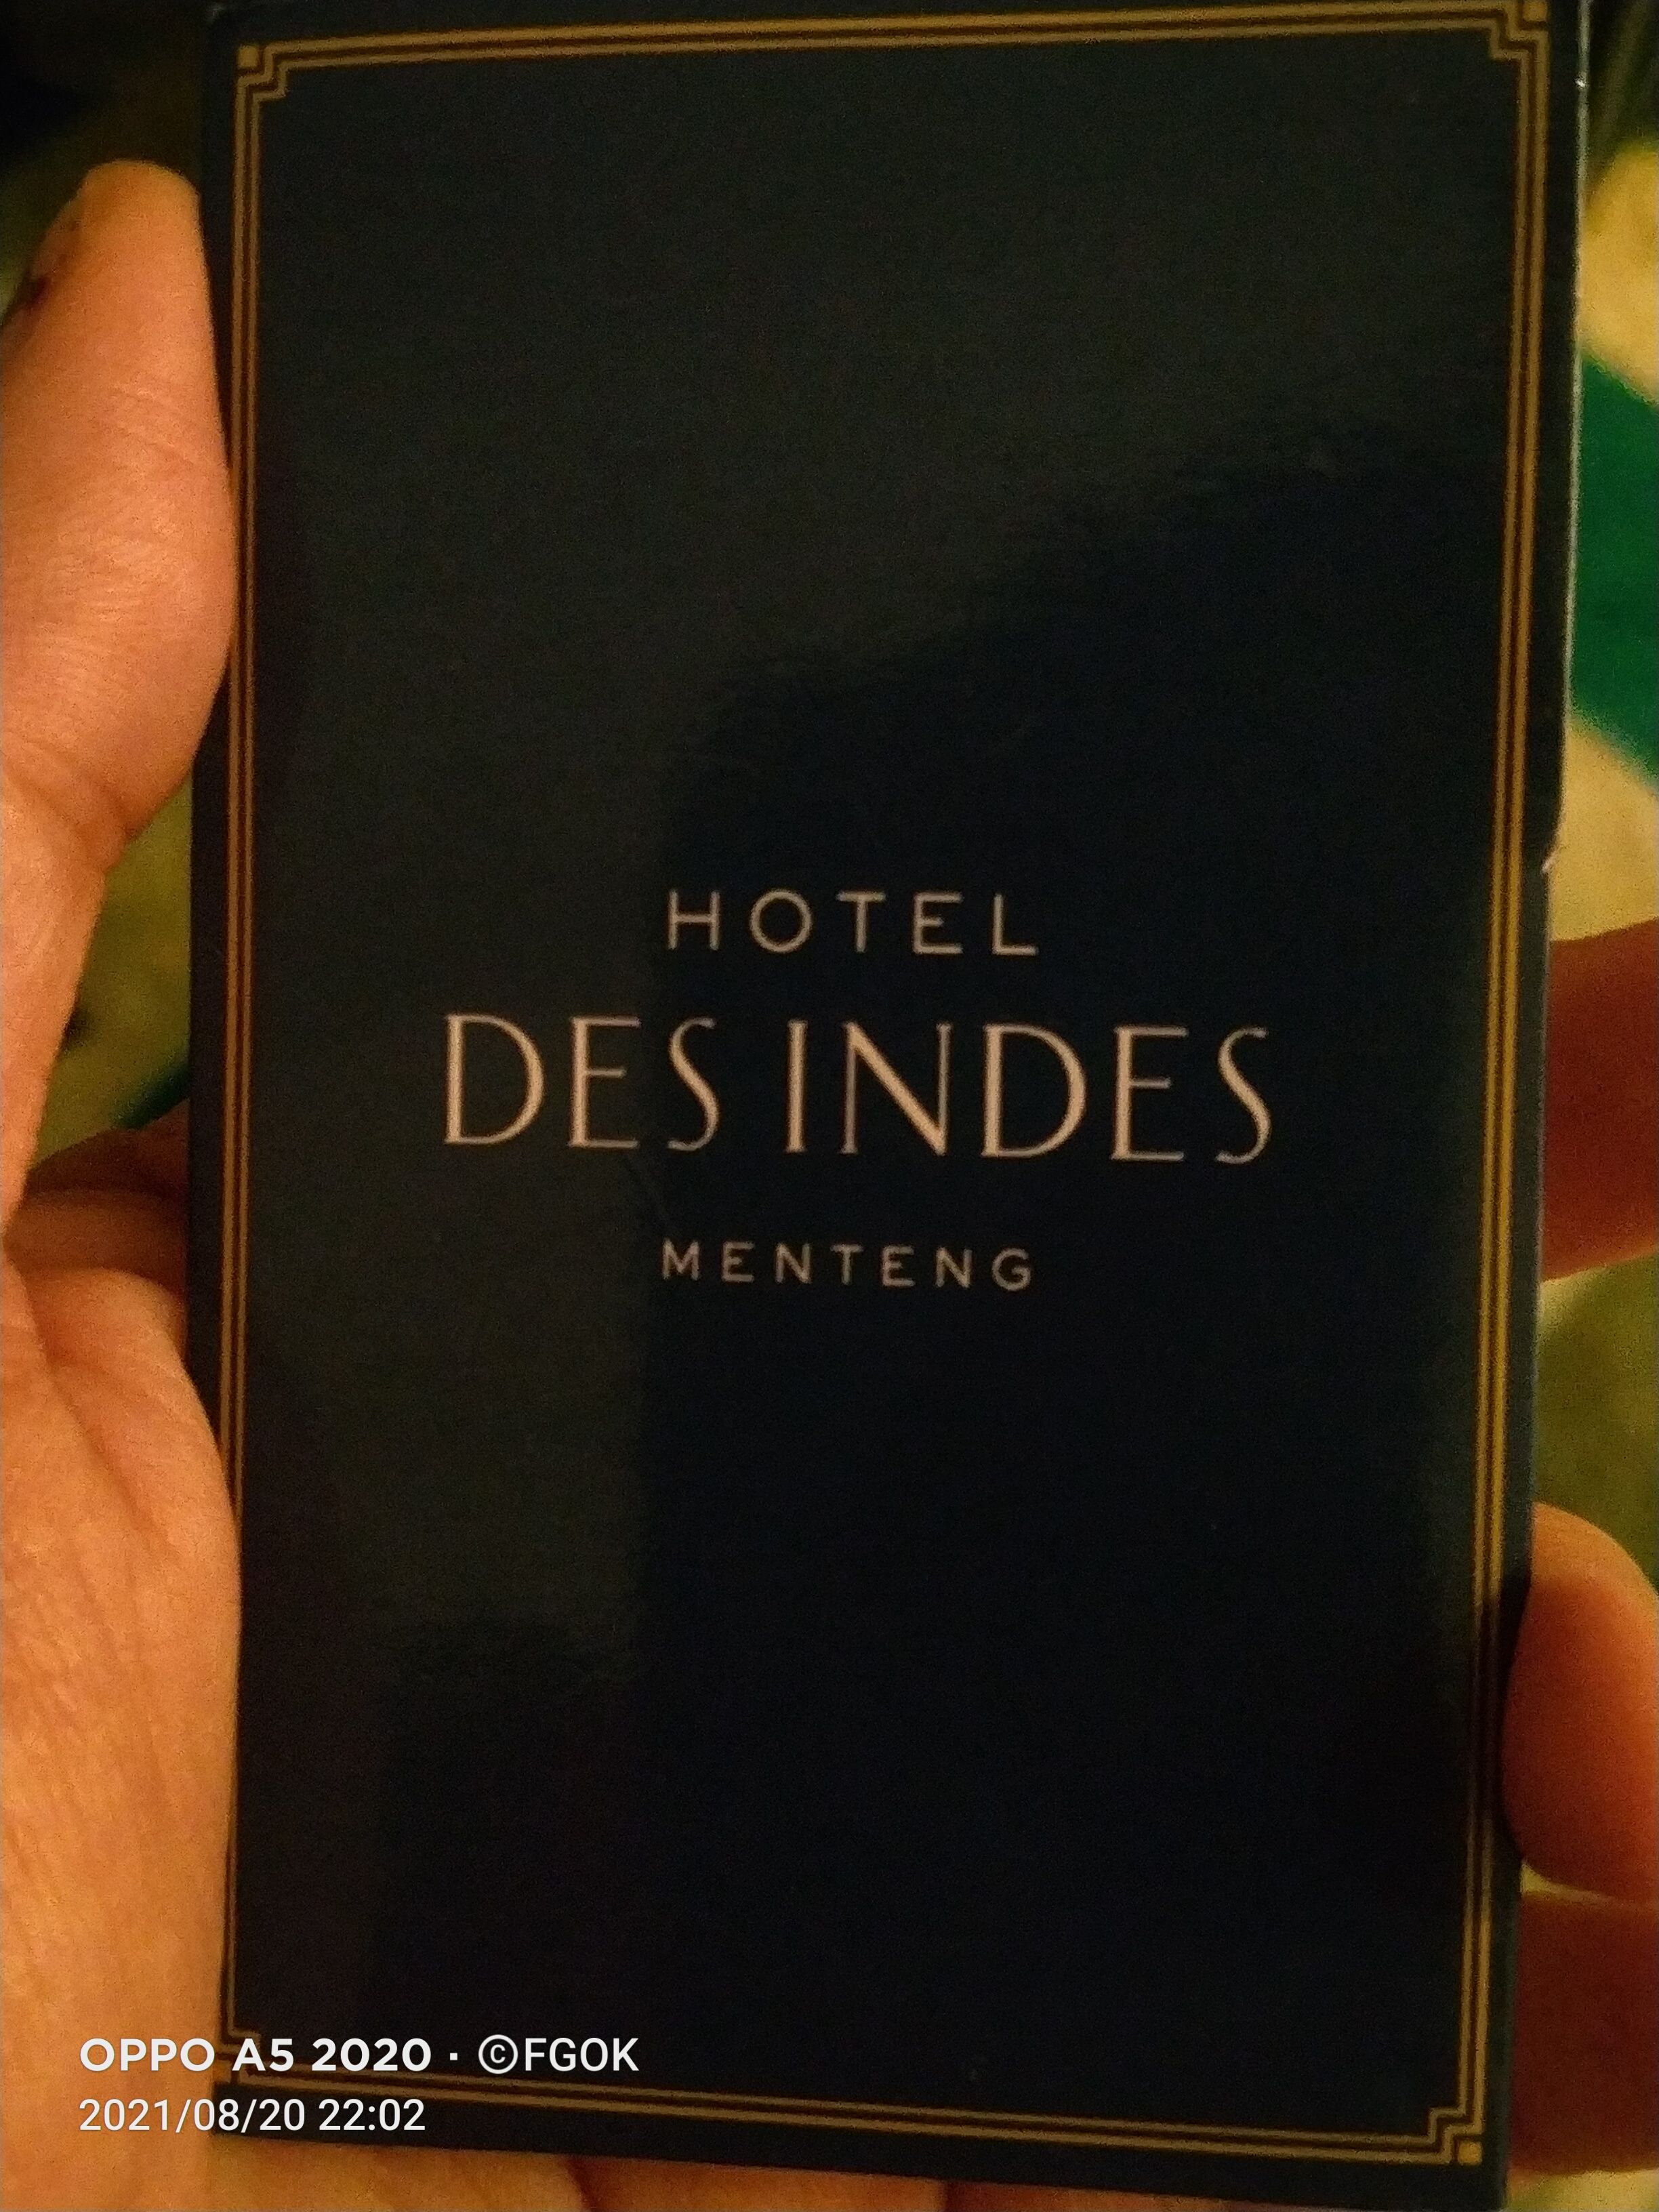 HOTEL
DES INDES
MENTENG
OPPO A5 2020 · ©FGOK
2021/08/20 22:02